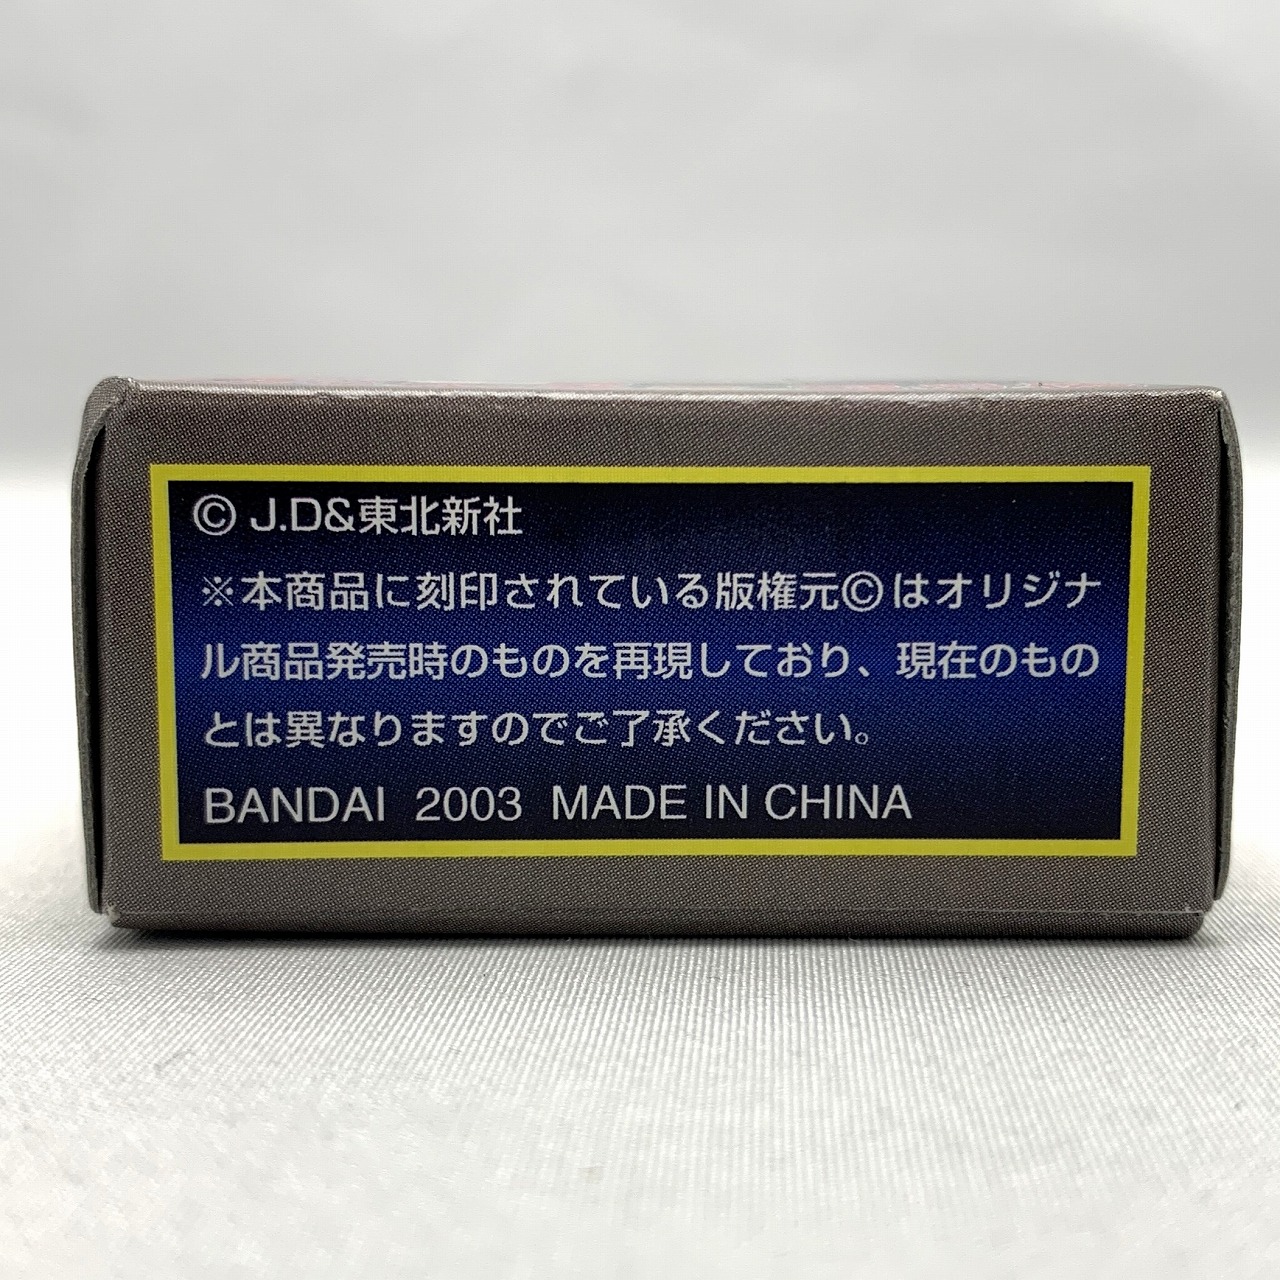 © J.D&東北新社
※本商品に刻印されている版権元©はオリジナ
ル商品発売時のものを再現しており、現在のもの
とは異なりますのでご了承ください。
BANDAI 2003 MADE IN CHINA